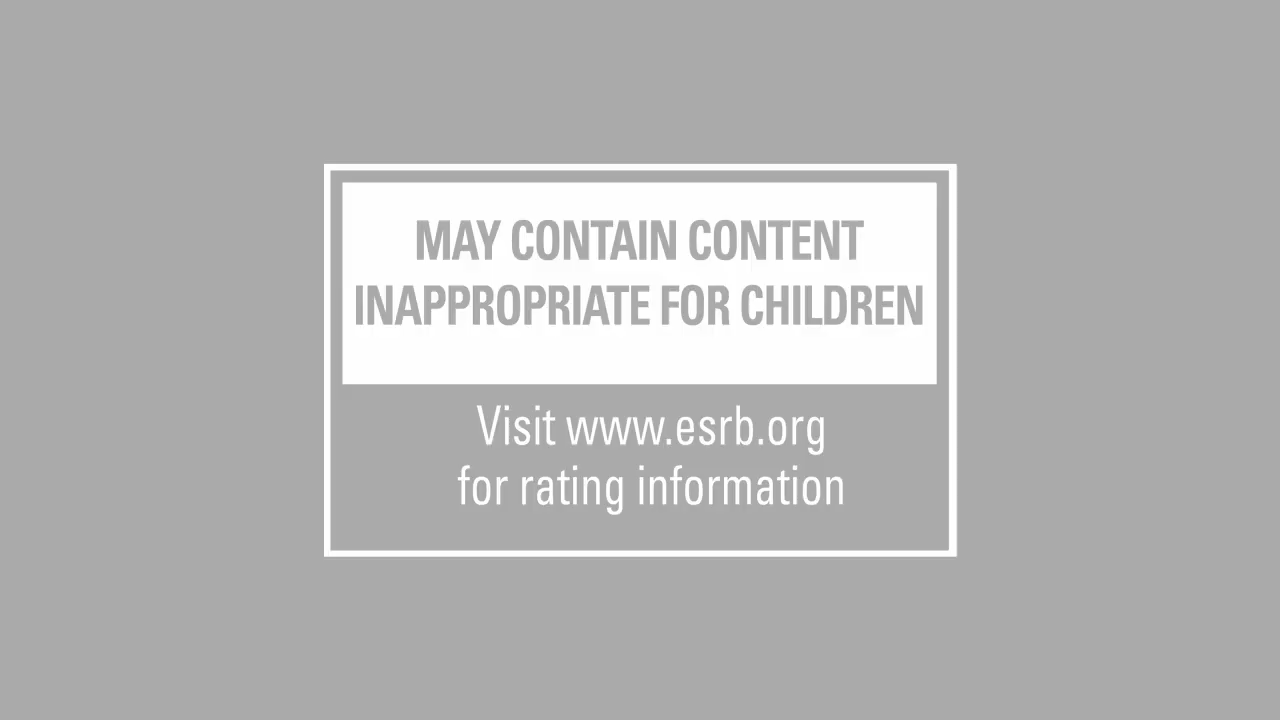 MAY CONTAIN CONTENT
INAPPROPRIATE FOR CHILDREN
Visit www.esrb.org
for rating information